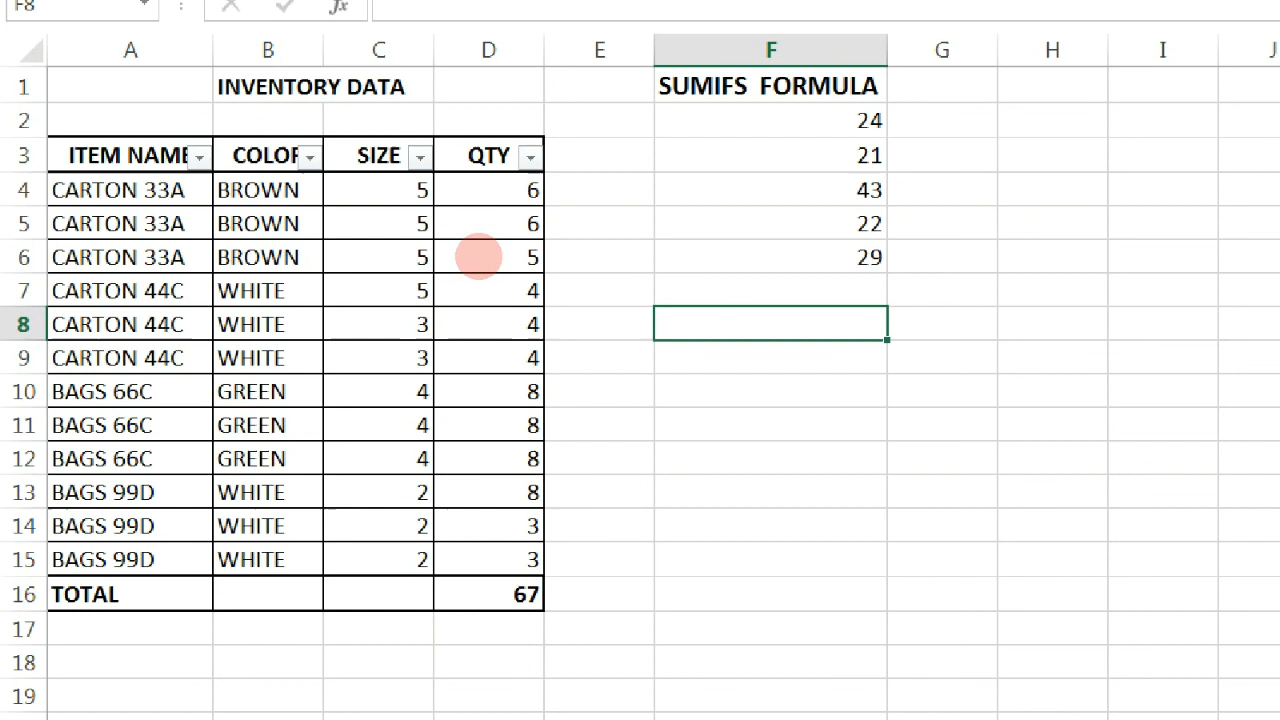 F8
A B C D E F G H I J
1 INVENTORY DATA SUMIFS FORMULA
2 24
3 ITEM NAME COLOR SIZE QTY 21
4 CARTON 33A BROWN 5 6 43
5 CARTON 33A BROWN 5 6 22
6 CARTON 33A BROWN 5 5 29
7 CARTON 44C WHITE 5 4
8 CARTON 44C WHITE 3 4
9 CARTON 44C WHITE 3 4
10 BAGS 66C GREEN 4 8
11 BAGS 66C GREEN 4 8
12 BAGS 66C GREEN 4 8
13 BAGS 99D WHITE 2 8
14 BAGS 99D WHITE 2 3
15 BAGS 99D WHITE 2 3
16 TOTAL 67
17
18
19